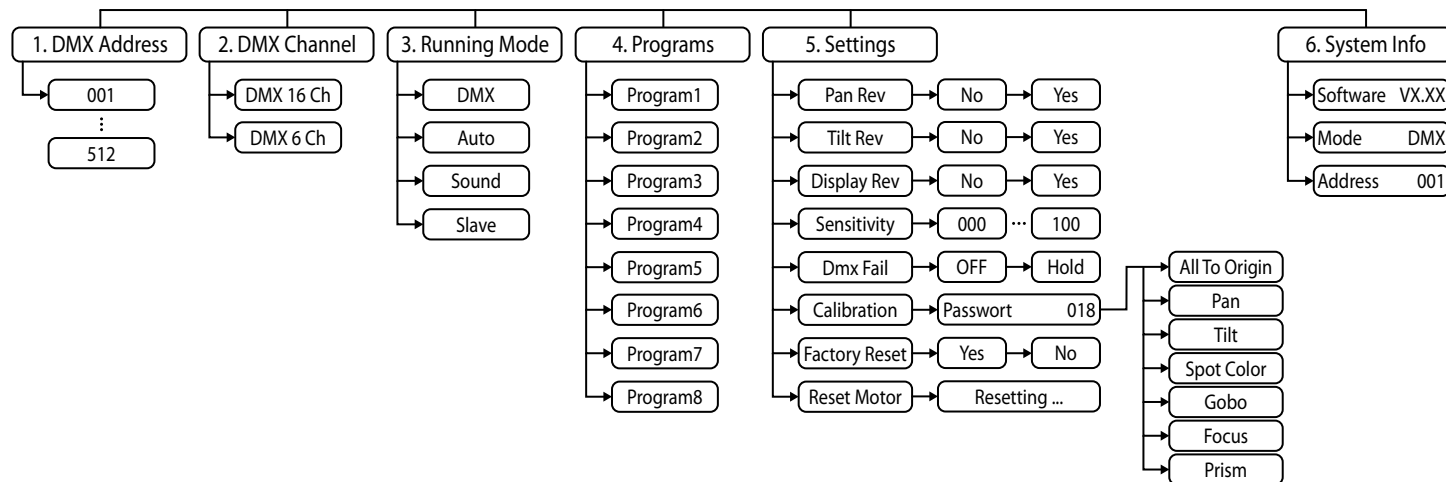 1. DMX Address
001
⋮
512
2. DMX Channel
DMX 16 Ch
DMX 6 Ch
3. Running Mode
DMX
Auto
Sound
Slave
4. Programs
Program1
Program2
Program3
Program4
Program5
Program6
Program7
Program8
5. Settings
Pan Rev No Yes
Tilt Rev No Yes
Display Rev No Yes
Sensitivity 000 ... 100
Dmx Fail OFF Hold
Calibration Passwort 018
All To Origin
Pan
Tilt
Spot Color
Gobo
Focus
Prism
Factory Reset Yes No
Reset Motor Resetting ...
6. System Info
Software VX.XX
Mode DMX
Address 001